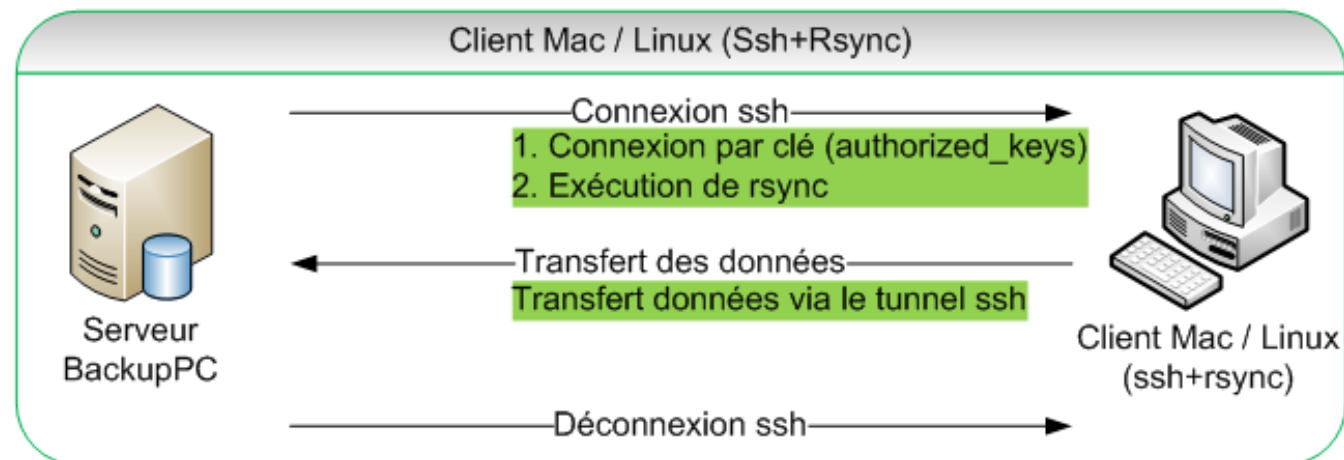 Client Mac / Linux (Ssh+Rsync)
Connexion ssh
1. Connexion par clé (authorized_keys)
2. Exécution de rsync
Transfert des données
Transfert données via le tunnel ssh
Serveur
BackupPC
Client Mac / Linux
(ssh+rsync)
Déconnexion ssh